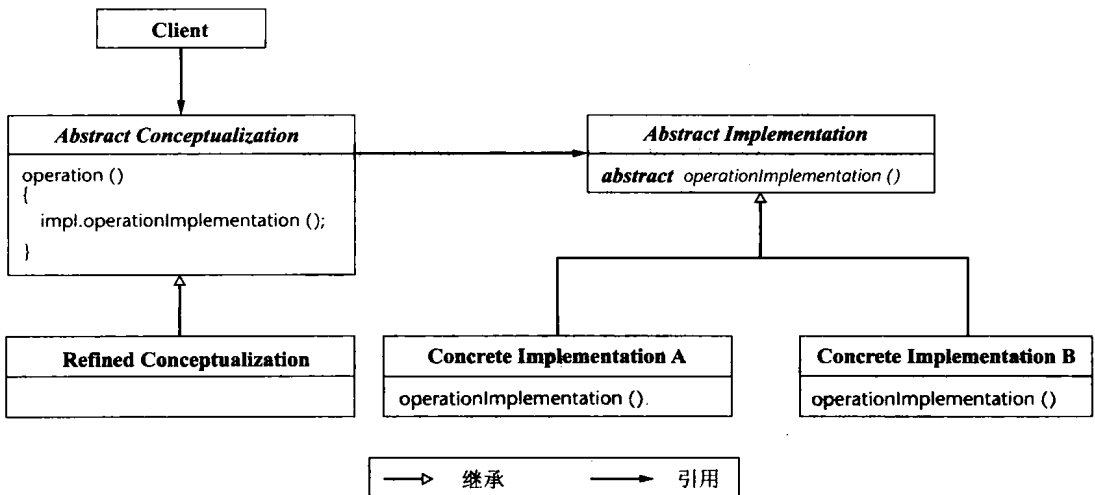 Client
Abstract Conceptualization
operation ()
{
impl.operationImplementation ();
}
Abstract Implementation
abstract operationImplementation ()
Refined Conceptualization
Concrete Implementation A
operationImplementation ().
Concrete Implementation B
operationImplementation ()
继承
引用